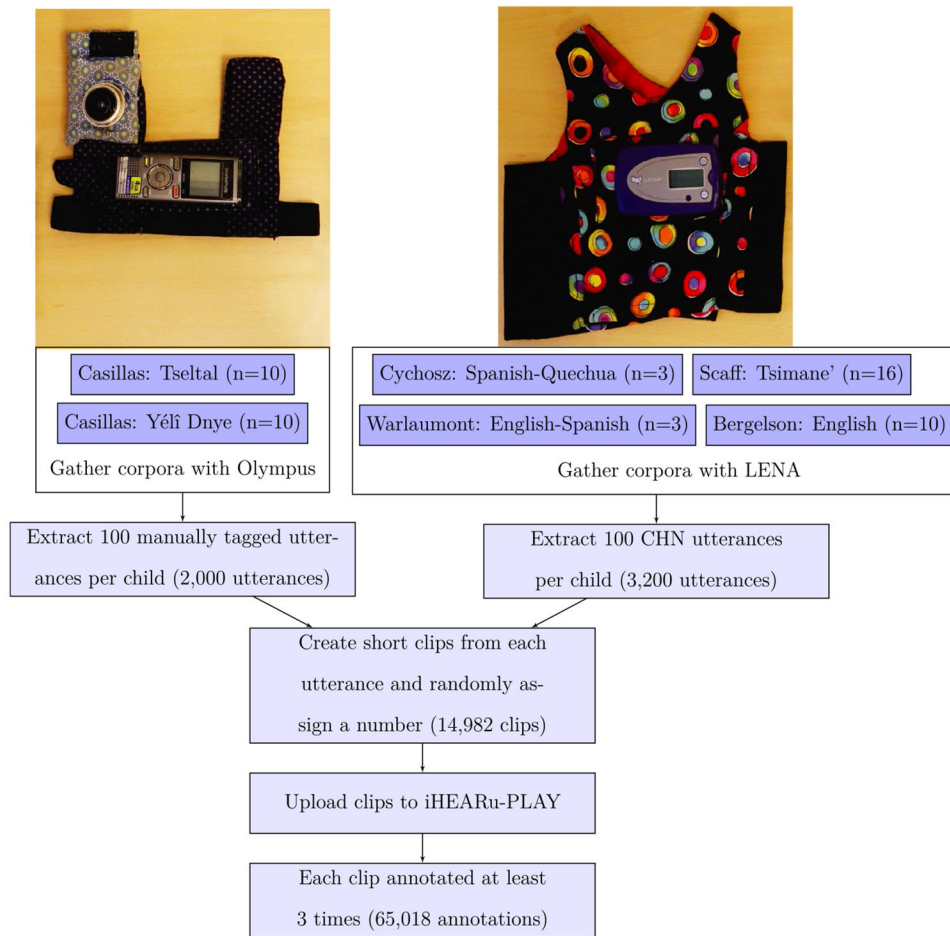 OLYMPUS
LENA
Casillas: Tseltal (n=10)
Casillas: Yélî Dnye (n=10)
Gather corpora with Olympus
Cychosz: Spanish-Quechua (n=3)
Scaff: Tsimane' (n=16)
Warlaumont: English-Spanish (n=3)
Bergelson: English (n=10)
Gather corpora with LENA
Extract 100 manually tagged utter-
ances per child (2,000 utterances)
Extract 100 CHN utterances
per child (3,200 utterances)
Create short clips from each
utterance and randomly as-
sign a number (14,982 clips)
Upload clips to iHEARu-PLAY
Each clip annotated at least
3 times (65,018 annotations)